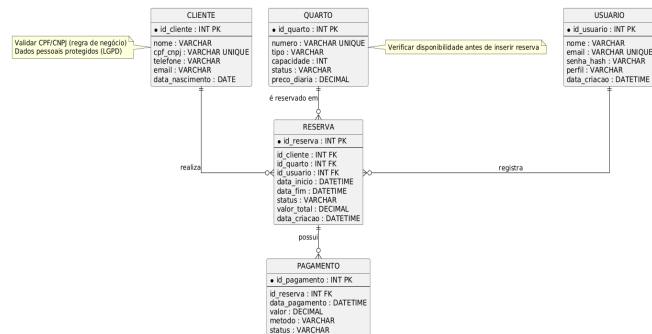 CLIENTE
● id_cliente : INT PK
nome : VARCHAR
cpf_cnpj : VARCHAR UNIQUE
telefone : VARCHAR
email : VARCHAR
data_nascimento : DATE
Validar CPF/CNPJ (regra de negócio)
Dados pessoais protegidos (LGPD)
QUARTO
● id_quarto : INT PK
numero : VARCHAR UNIQUE
tipo : VARCHAR
capacidade : INT
status : VARCHAR
preco_diaria : DECIMAL
Verificar disponibilidade antes de inserir reserva
USUARIO
● id_usuario : INT PK
nome : VARCHAR
email : VARCHAR UNIQUE
senha_hash : VARCHAR
perfil : VARCHAR
data_criacao : DATETIME
é reservado em
realiza
registra
RESERVA
● id_reserva : INT PK
id_cliente : INT FK
id_quarto : INT FK
id_usuario : INT FK
data_inicio : DATETIME
data_fim : DATETIME
status : VARCHAR
valor_total : DECIMAL
data_criacao : DATETIME
possui
PAGAMENTO
● id_pagamento : INT PK
id_reserva : INT FK
data_pagamento : DATETIME
valor : DECIMAL
metodo : VARCHAR
status : VARCHAR